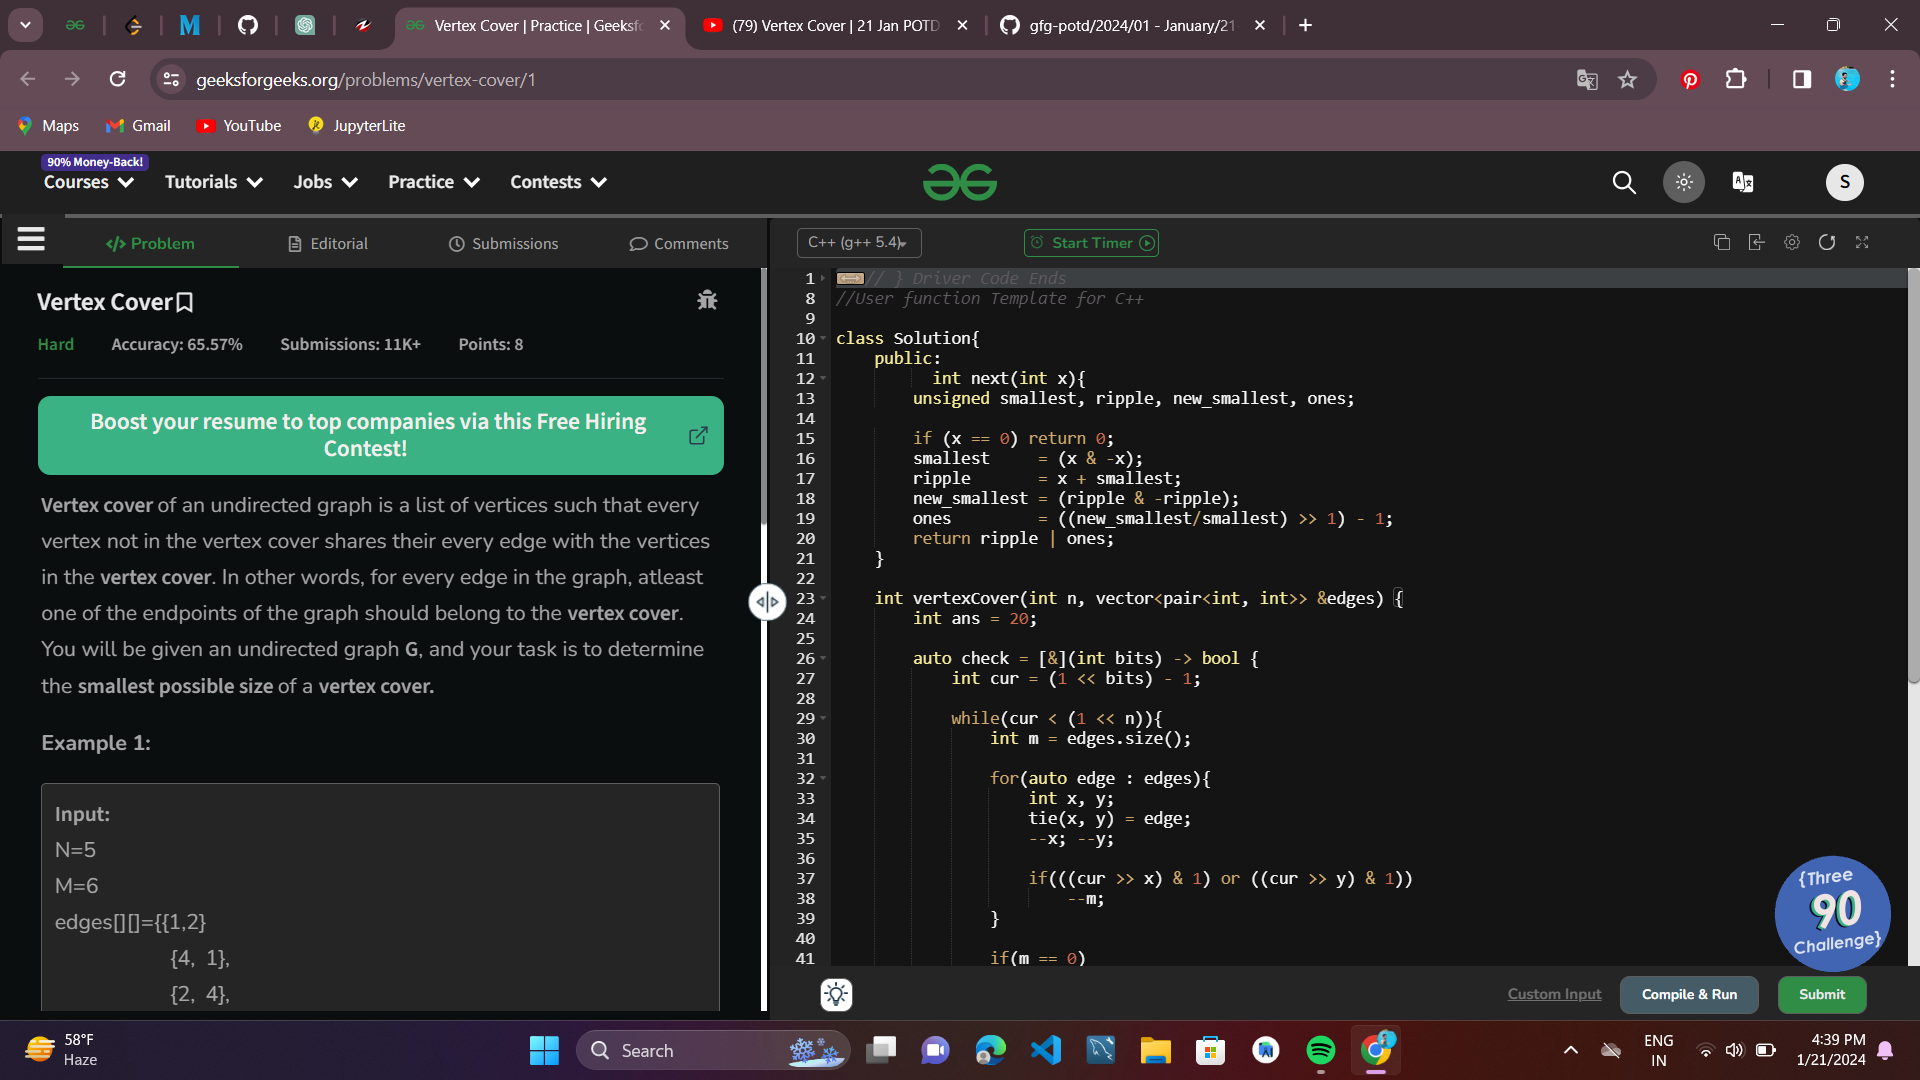 Vertex Cover | Practice | Geeksfo
(79) Vertex Cover | 21 Jan POTD
gfg-potd/2024/01 - January/21
geeksforgeeks.org/problems/vertex-cover/1
Maps
Gmail
YouTube
JupyterLite
90% Money-Back!
Courses
Tutorials
Jobs
Practice
Contests
S
</> Problem
Editorial
Submissions
Comments
C++ (g++ 5.4)
Start Timer
Vertex Cover
Hard
Accuracy: 65.57%
Submissions: 11K+
Points: 8
Boost your resume to top companies via this Free Hiring
Contest!
Vertex cover of an undirected graph is a list of vertices such that every
vertex not in the vertex cover shares their every edge with the vertices
in the vertex cover. In other words, for every edge in the graph, atleast
one of the endpoints of the graph should belong to the vertex cover.
You will be given an undirected graph G, and your task is to determine
the smallest possible size of a vertex cover.
Example 1:
Input:
N=5
M=6
edges[][]={{1,2}
{4, 1},
{2, 4},
1 // } Driver Code Ends
8 //User function Template for C++
9
10 class Solution{
11 public:
12 int next(int x){
13 unsigned smallest, ripple, new_smallest, ones;
14
15 if (x == 0) return 0;
16 smallest = (x & -x);
17 ripple = x + smallest;
18 new_smallest = (ripple & -ripple);
19 ones = ((new_smallest/smallest) >> 1) - 1;
20 return ripple | ones;
21 }
22
23 int vertexCover(int n, vector<pair<int, int>> &edges) {
24 int ans = 20;
25
26 auto check = [&](int bits) -> bool {
27 int cur = (1 << bits) - 1;
28
29 while(cur < (1 << n)){
30 int m = edges.size();
31
32 for(auto edge : edges){
33 int x, y;
34 tie(x, y) = edge;
35 --x; --y;
36
37 if(((cur >> x) & 1) or ((cur >> y) & 1))
38 --m;
39 }
40
41 if(m == 0)
{Three
90
Challenge}
Custom Input
Compile & Run
Submit
58°F
Haze
Search
ENG
IN
4:39 PM
1/21/2024